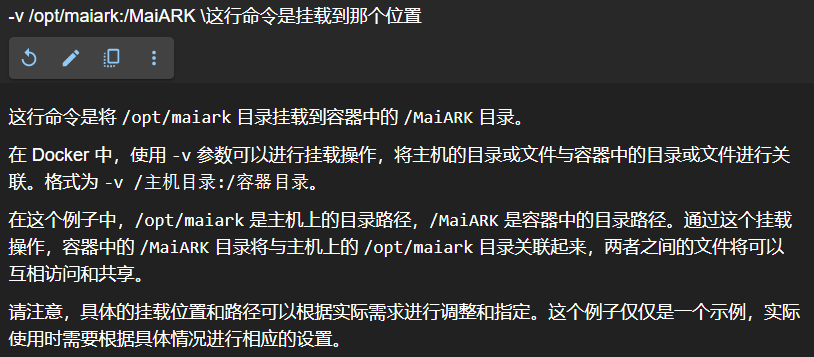 -v /opt/maiark:/MaiARK \这行命令是挂载到那个位置
这行命令是将 /opt/maiark 目录挂载到容器中的 /MaiARK 目录。
在 Docker 中，使用 -v 参数可以进行挂载操作，将主机的目录或文件与容器中的目录或文件进行关
联。格式为 -v /主机目录:/容器目录。
在这个例子中，/opt/maiark 是主机上的目录路径，/MaiARK 是容器中的目录路径。通过这个挂载
操作，容器中的 /MaiARK 目录将与主机上的 /opt/maiark 目录关联起来，两者之间的文件将可以
互相访问和共享。
请注意，具体的挂载位置和路径可以根据实际需求进行调整和指定。这个例子仅仅是一个示例，实际
使用时需要根据具体情况进行相应的设置。